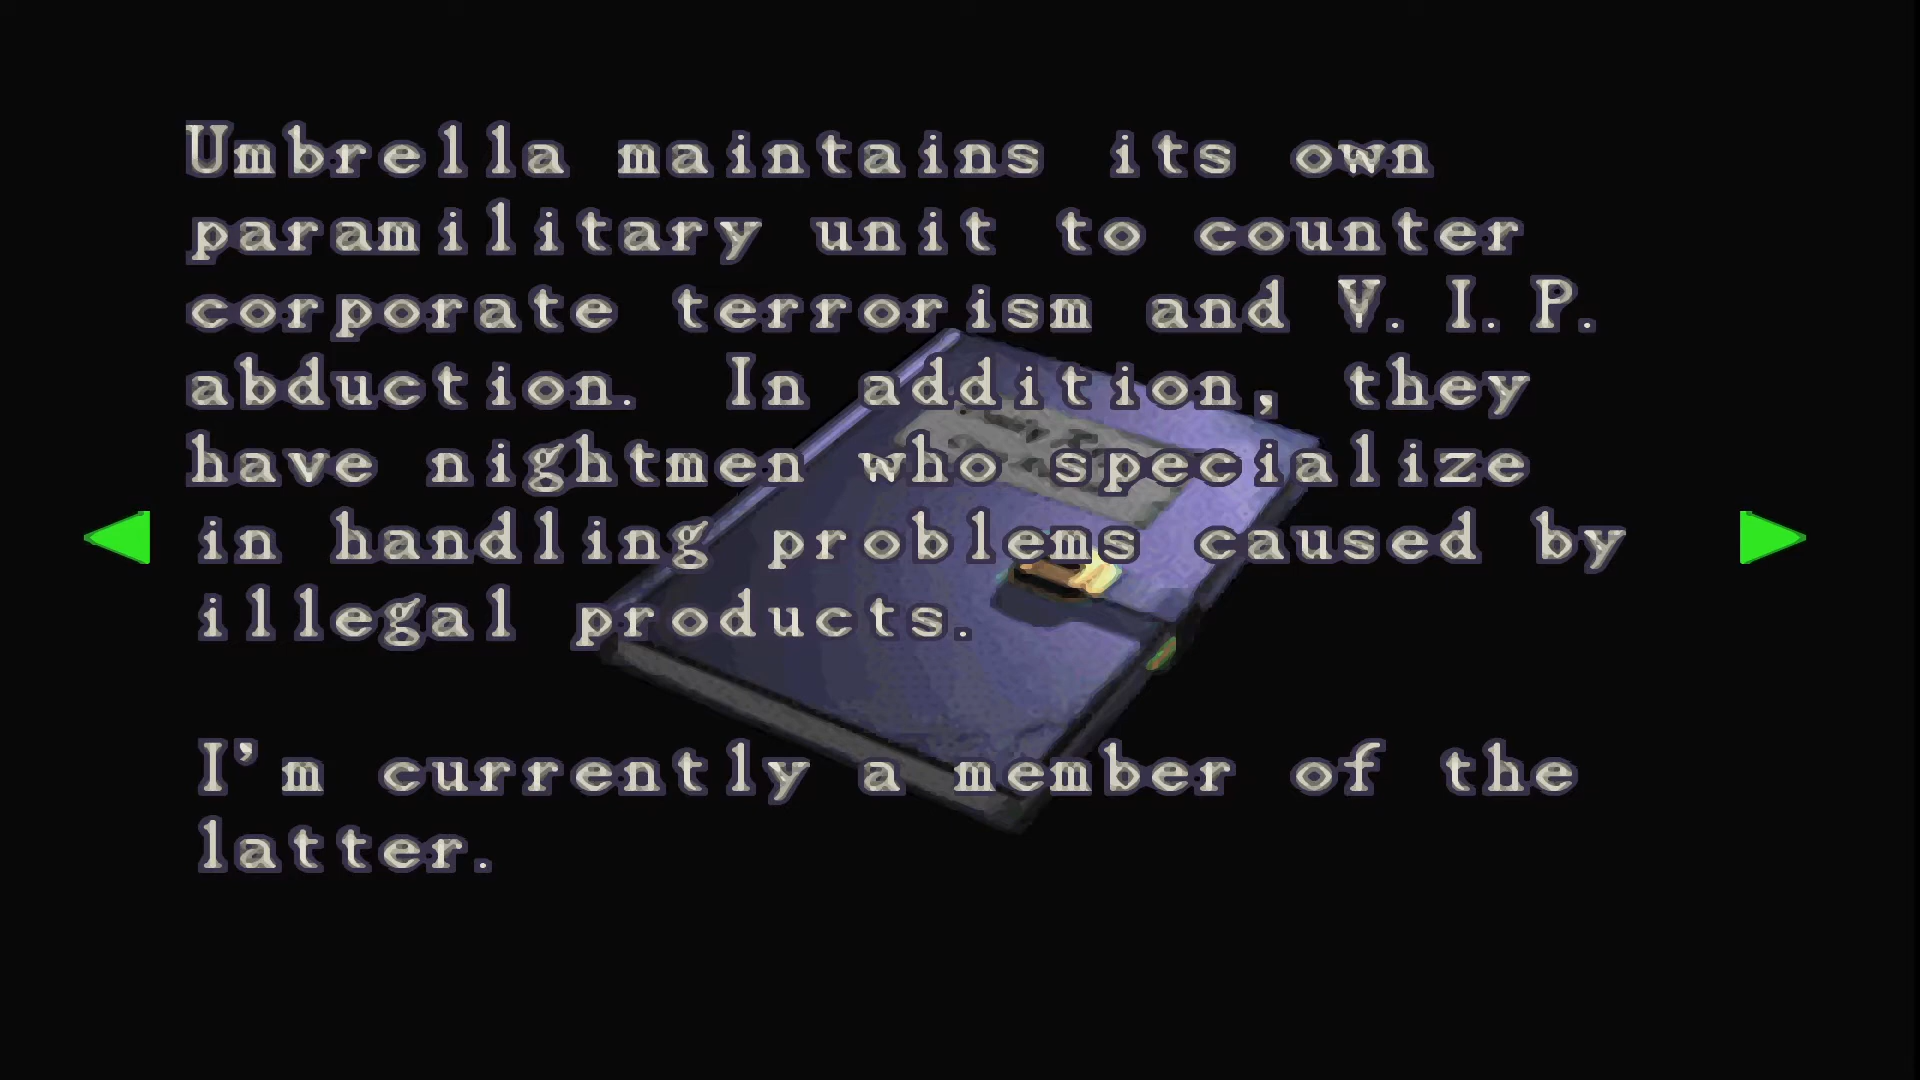 Umbrella maintains its own
paramilitary unit to counter
corporate terrorism and V.I.P.
abduction. In addition, they
have nightmen who specialize
in handling problems caused by
illegal products.
I'm currently a member of the
latter.